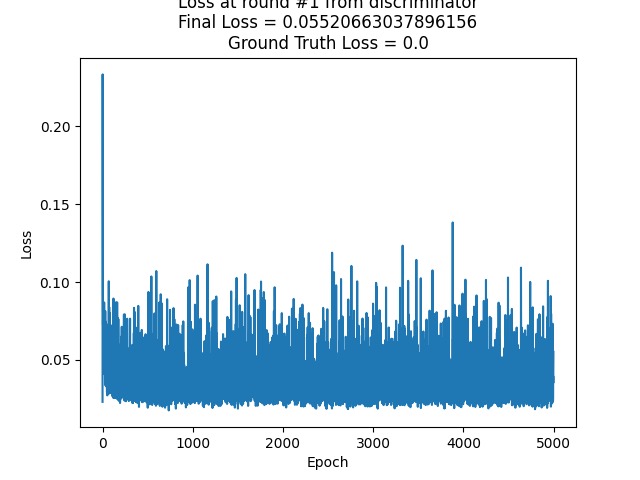 Loss at round #1 from discriminator
Final Loss = 0.05520663037896156
Ground Truth Loss = 0.0
0.20
0.15
0.10
0.05
Loss
0 1000 2000 3000 4000 5000
Epoch